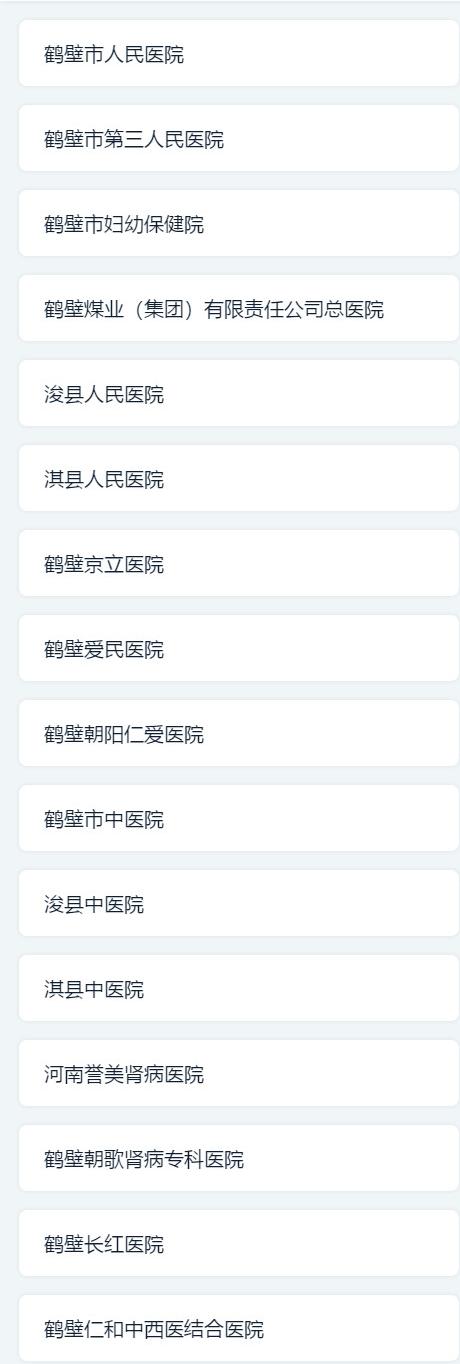 鹤壁市人民医院
鹤壁市第三人民医院
鹤壁市妇幼保健院
鹤壁煤业（集团）有限责任公司总医院
浚县人民医院
淇县人民医院
鹤壁京立医院
鹤壁爱民医院
鹤壁朝阳仁爱医院
鹤壁市中医院
浚县中医院
淇县中医院
河南誉美肾病医院
鹤壁朝歌肾病专科医院
鹤壁长红医院
鹤壁仁和中西医结合医院